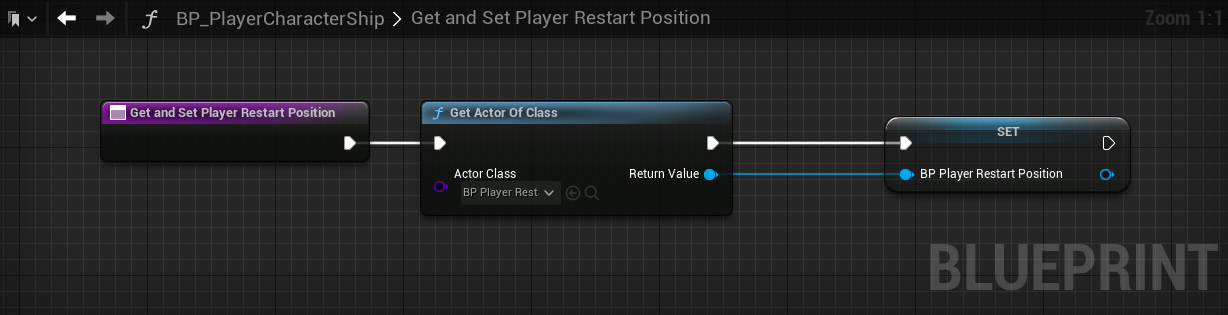 BP_PlayerCharacterShip > Get and Set Player Restart Position
Zoom 1:1
Get and Set Player Restart Position
Get Actor Of Class
SET
Actor Class
Return Value
BP Player Restart Position
BP Player Rest
BLUEPRINT